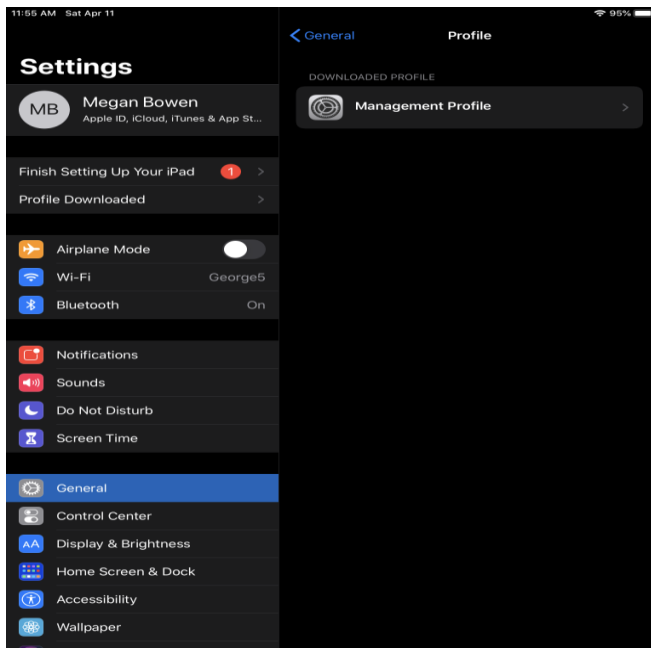 11:55 AM Sat Apr 11
95%
Settings
MB
Megan Bowen
Apple ID, iCloud, iTunes & App St...
Finish Setting Up Your iPad 1
Profile Downloaded
Airplane Mode
Wi-Fi George5
Bluetooth On
Notifications
Sounds
Do Not Disturb
Screen Time
General
Control Center
AA Display & Brightness
Home Screen & Dock
Accessibility
Wallpaper
General Profile
DOWNLOADED PROFILE
Management Profile